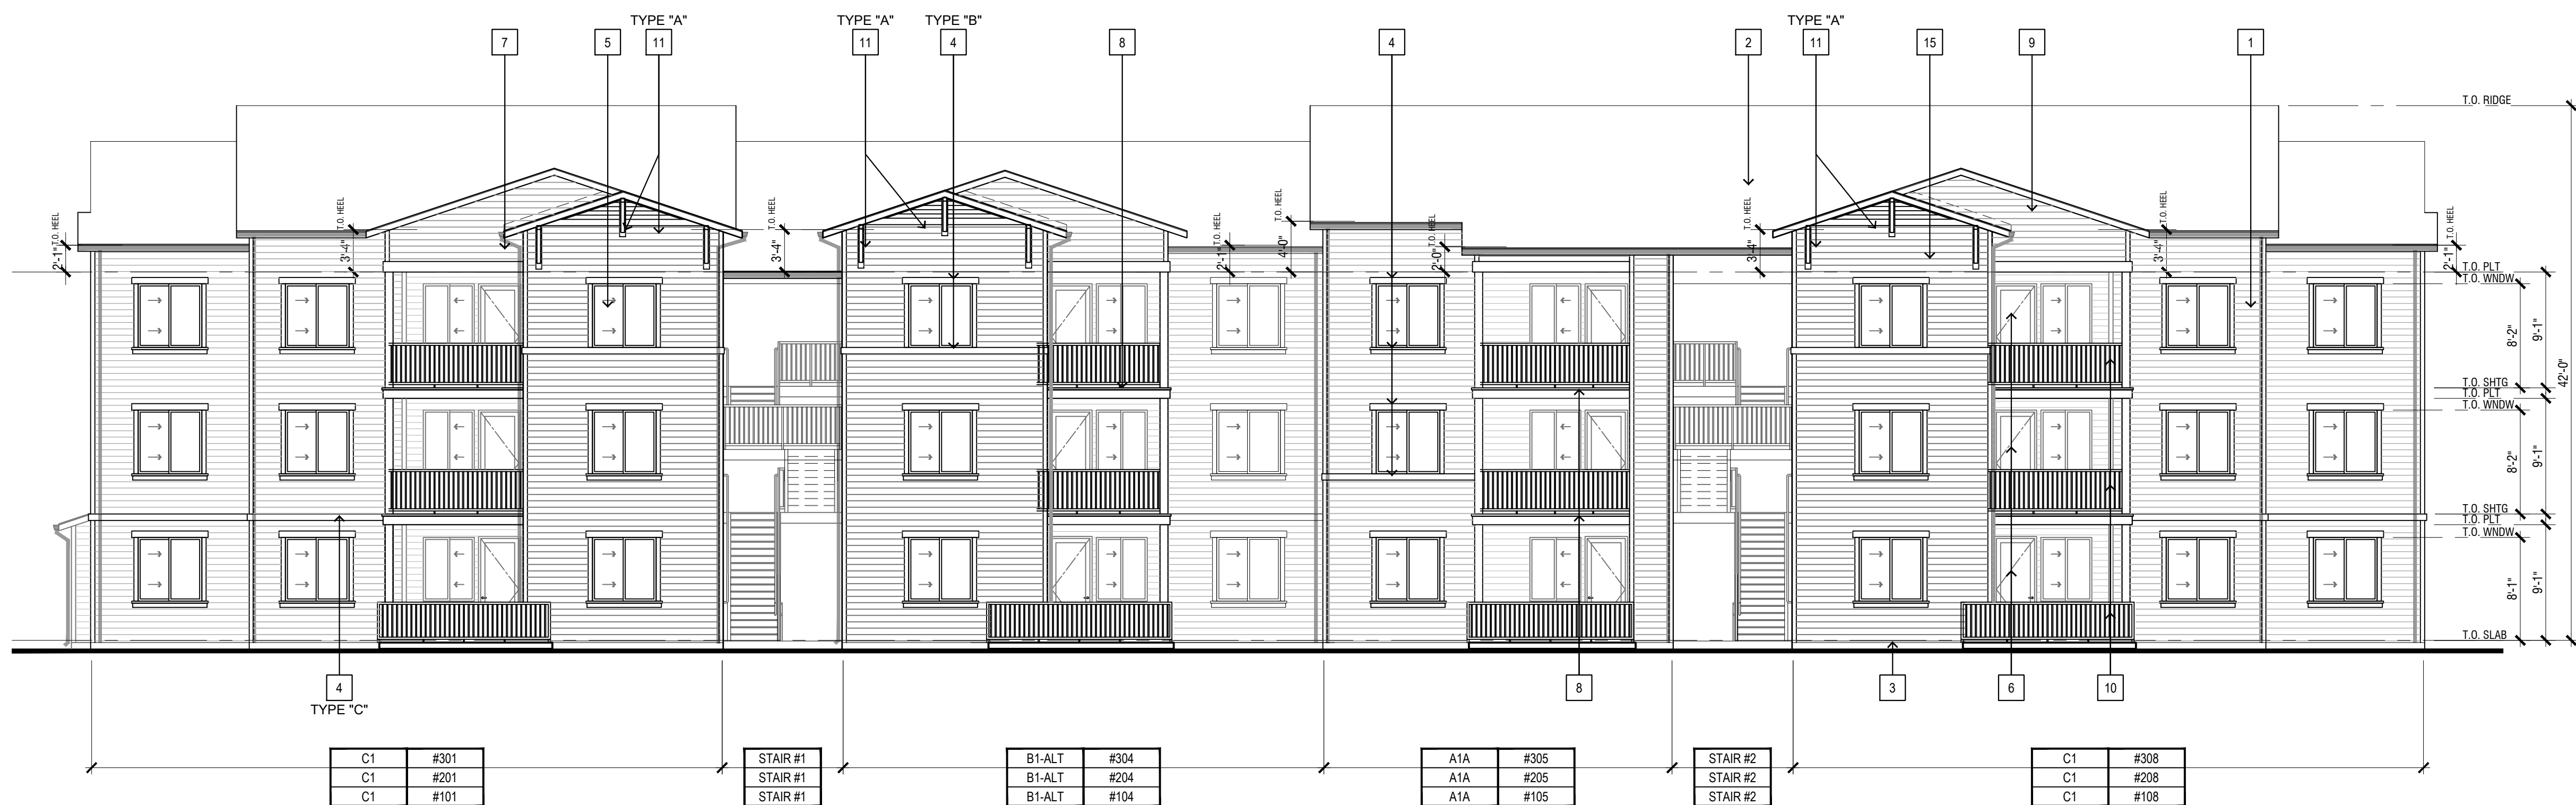 TYPE "A" TYPE "A" TYPE "B" TYPE "A"
7 5 11 11 4 8 4 2 11 15 9 1
T.O. RIDGE
T.O. HEEL T.O. HEEL T.O. HEEL T.O. HEEL T.O. HEEL T.O. HEEL T.O. HEEL T.O. HEEL T.O. HEEL
2'-1" 3'-4" 3'-4" 2'-1" 4'-0" 2'-0" 3'-4" 3'-4" 2'-1"
T.O. PLT
T.O. WNDW
8'-2" 9'-1"
42'-0"
T.O. SHTG
T.O. PLT
T.O. WNDW
8'-2" 9'-1"
T.O. SHTG
T.O. PLT
T.O. WNDW
8'-1" 9'-1"
T.O. SLAB
4 8 3 6 10
TYPE "C"
C1 #301 STAIR #1 B1-ALT #304 A1A #305 STAIR #2 C1 #308
C1 #201 STAIR #1 B1-ALT #204 A1A #205 STAIR #2 C1 #208
C1 #101 STAIR #1 B1-ALT #104 A1A #105 STAIR #2 C1 #108